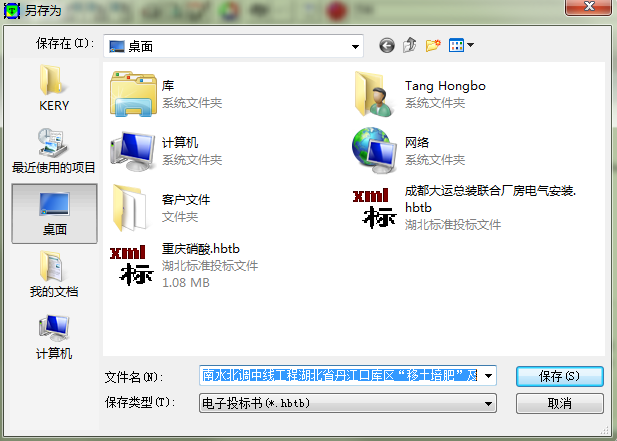 另存为
保存在(I):
桌面
库
系统文件夹
Tang Hongbo
系统文件夹
KERY
计算机
系统文件夹
网络
系统文件夹
最近使用的项目
客户文件
文件夹
成都大运总装联合厂房电气安装.
hbtb
湖北标准投标文件
桌面
xml
标
重庆硝酸.hbtb
湖北标准投标文件
1.08 MB
xml
标
我的文档
计算机
文件名(N):
南水北调中线工程湖北省丹江口库区“移土培肥”及
保存(S)
保存类型(T):
电子投标书(*.hbtb)
取消